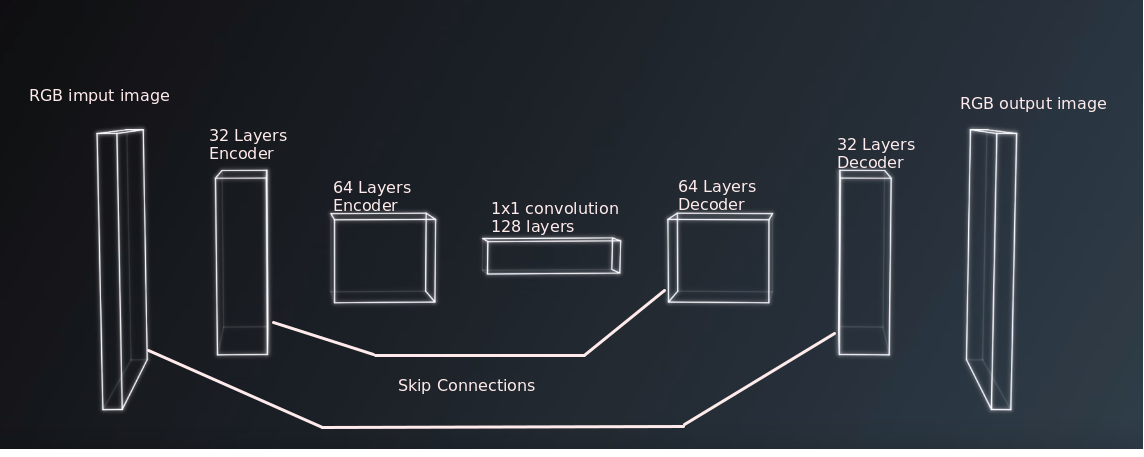 RGB imput image
32 Layers
Encoder
64 Layers
Encoder
1x1 convolution
128 layers
64 Layers
Decoder
32 Layers
Decoder
RGB output image
Skip Connections